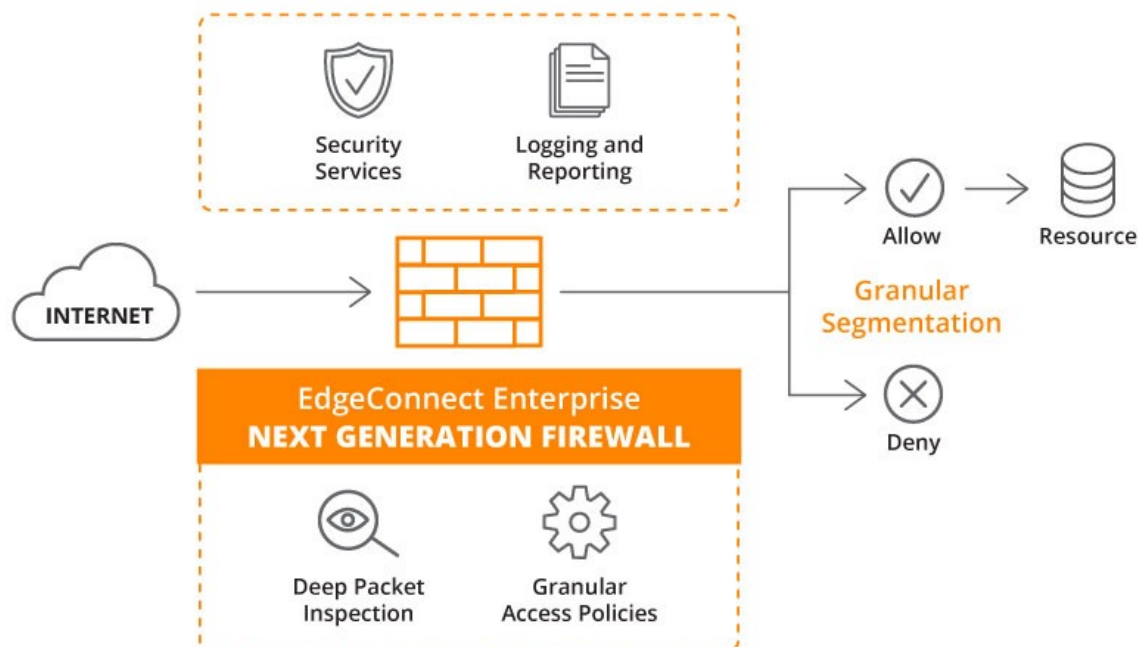 Security
Services
Logging and
Reporting
INTERNET
Allow
Resource
Granular
Segmentation
Deny
EdgeConnect Enterprise
NEXT GENERATION FIREWALL
Deep Packet
Inspection
Granular
Access Policies